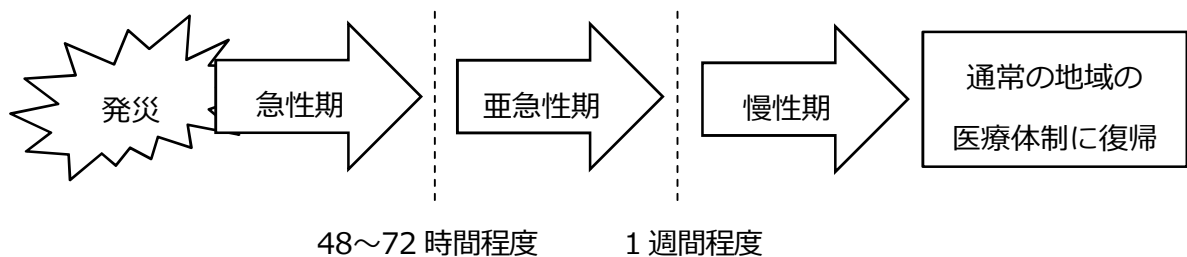 発災
急性期
亜急性期
慢性期
通常の地域の
医療体制に復帰
48～72 時間程度
1 週間程度